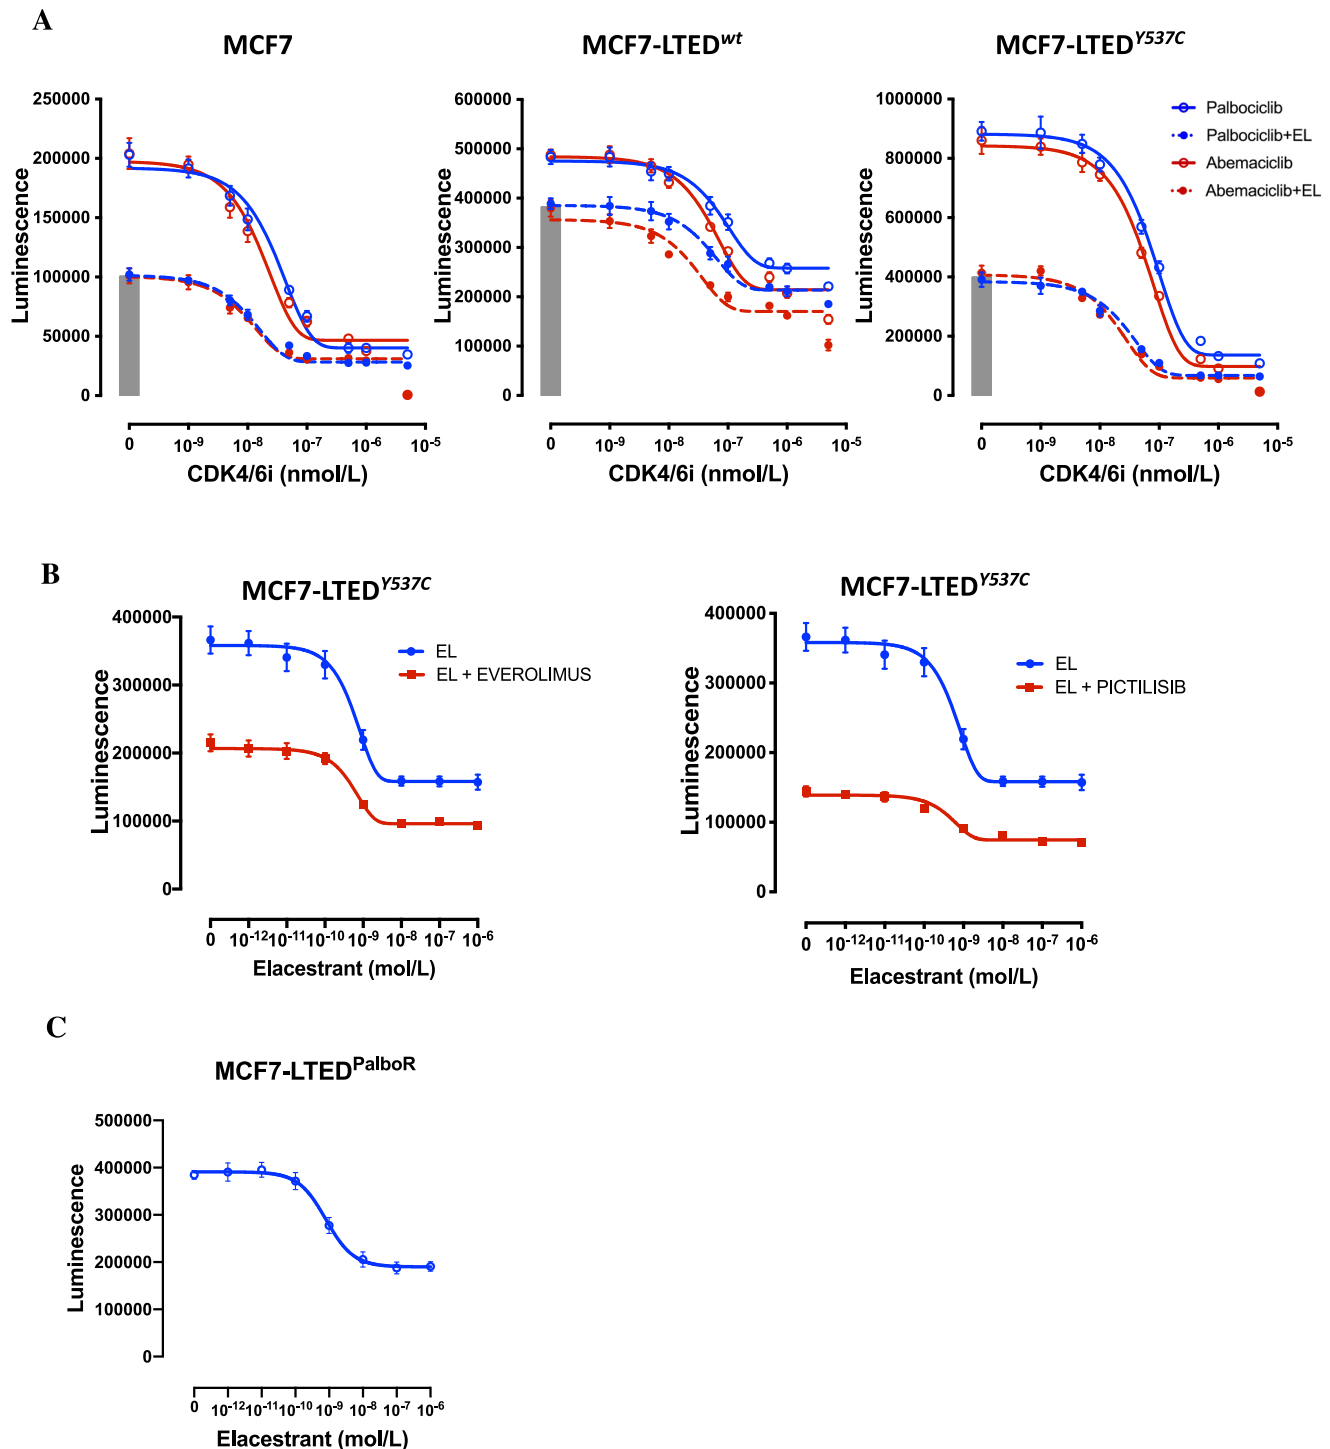 A
MCF7
MCF7-LTED^wt
MCF7-LTED^Y537C
Luminescence
250000
200000
150000
100000
50000
0
0 10^-9 10^-8 10^-7 10^-6 10^-5
CDK4/6i (nmol/L)
Luminescence
600000
500000
400000
300000
200000
100000
0
0 10^-9 10^-8 10^-7 10^-6 10^-5
CDK4/6i (nmol/L)
Luminescence
1000000
800000
600000
400000
200000
0
0 10^-9 10^-8 10^-7 10^-6 10^-5
CDK4/6i (nmol/L)
Palbociclib
Palbociclib+EL
Abemaciclib
Abemaciclib+EL
B
MCF7-LTED^Y537C
Luminescence
400000
300000
200000
100000
0
EL
EL + EVEROLIMUS
0 10^-12 10^-11 10^-10 10^-9 10^-8 10^-7 10^-6
Elacestrant (mol/L)
MCF7-LTED^Y537C
Luminescence
400000
300000
200000
100000
0
EL
EL + PICTILISIB
0 10^-12 10^-11 10^-10 10^-9 10^-8 10^-7 10^-6
Elacestrant (mol/L)
C
MCF7-LTED^PalboR
Luminescence
500000
400000
300000
200000
100000
0
0 10^-12 10^-11 10^-10 10^-9 10^-8 10^-7 10^-6
Elacestrant (mol/L)